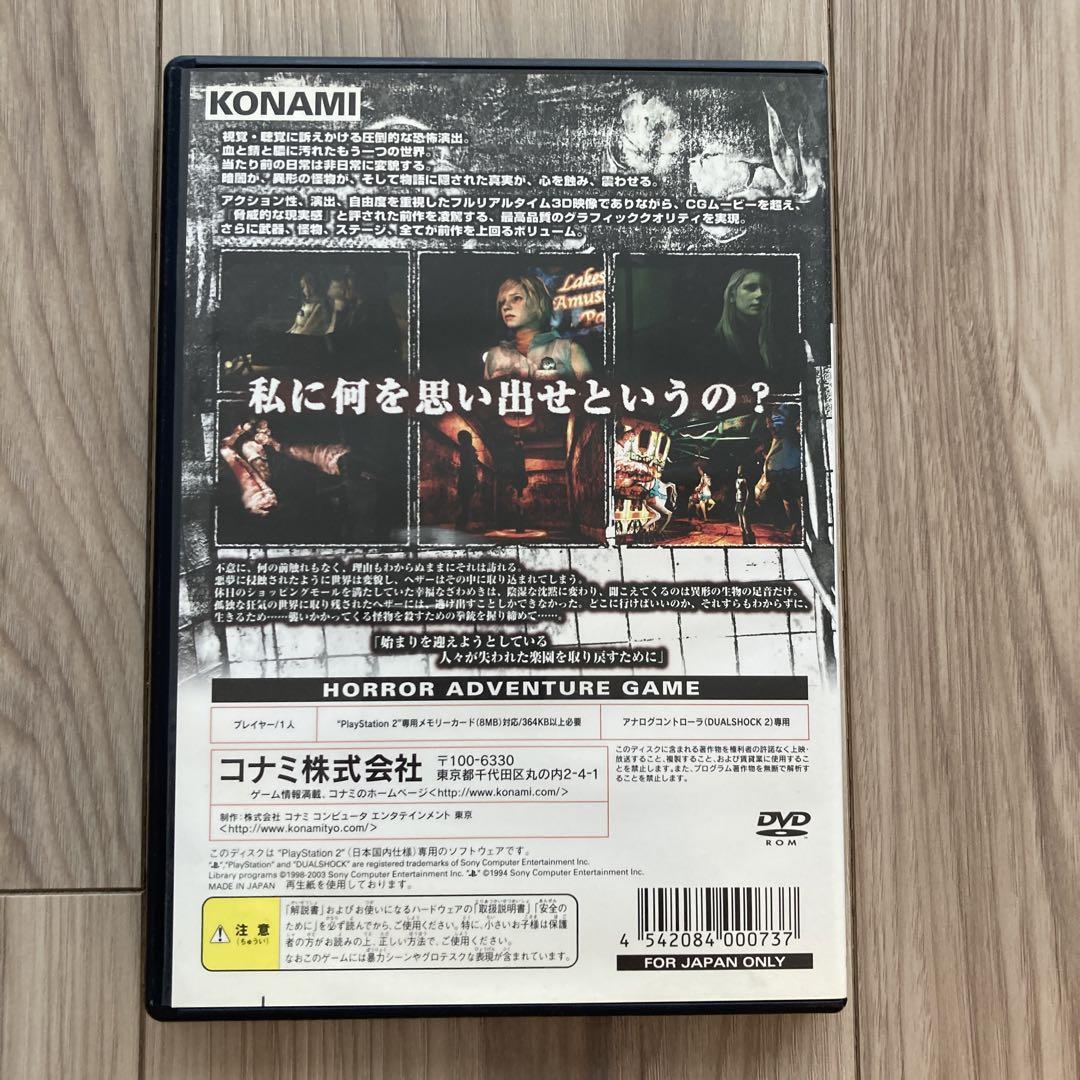 KONAMI
視覚・聴覚に訴えかける圧倒的な恐怖演出。
血と錆と膿に汚れたもう一つの世界。
当たり前の日常は非日常に変貌する。
暗闇が、異形の怪物が、そして物語に隠された真実が、心を蝕み、震わせる。
アクション性、演出、自由度を重視したフルリアルタイム3D映像でありながら、CGムービーを超え、
「脅威的な現実感」と評された前作を凌駕する、最高品質のグラフィッククオリティを実現。
さらに武器、怪物、ステージ、全てが前作を上回るボリューム。
Lakes
Amus
Pa
私に何を思い出せというの?
不意に、何の前触れもなく、理由もわからぬままにそれは訪れる。
悪夢に侵蝕されたように世界は変貌し、ヘザーはその中に取り込まれてしまう。
休日のショッピングモールを満たしていた幸福なざわめきは、陰湿な沈黙に変わり、聞こえてくるのは異形の生物の足音だけ。
孤独な狂気の世界に取り残されたヘザーには、逃げ出すことしかできなかった。どこに行けばいいのか、それすらもわからずに、
生きるため……襲いかかってくる怪物を殺すための拳銃を握り締めて……。
「始まりを迎えようとしている
人々が失われた楽園を取り戻すために」
HORROR ADVENTURE GAME
プレイヤー/1人
"PlayStation 2"専用メモリーカード(8MB)対応/364KB以上必要
アナログコントローラ(DUALSHOCK 2)専用
コナミ株式会社
〒100-6330
東京都千代田区丸の内2-4-1
ゲーム情報満載、コナミのホームページ<http://www.konami.com/>
制作:株式会社 コナミ コンピュータ エンタテインメント 東京
<http://www.konamityo.com/>
このディスクに含まれる著作物を権利者の許諾なく上映・
放送すること、複製すること、および賃貸業に使用するこ
とを禁止します。また、プログラム著作物を無断で解析す
ることを禁止します。
DVD
ROM
このディスクは "PlayStation 2" (日本国内仕様)専用のソフトウェアです。
" ","PlayStation" and "DUALSHOCK" are registered trademarks of Sony Computer Entertainment Inc.
Library programs ©1998-2003 Sony Computer Entertainment Inc. " " ©1994 Sony Computer Entertainment Inc.
MADE IN JAPAN 再生紙を使用しております。
注意
(ちゅうい)
「解説書」およびお使いになるハードウェアの「取扱説明書」「安全の
ために」を必ず読んでから、ご使用ください。特に、小さいお子様は保護
者の方がお読みの上、正しい方法で、ご使用ください。
なおこのゲームには暴力シーンやグロテスクな表現が含まれています。
4 542084 000737
FOR JAPAN ONLY